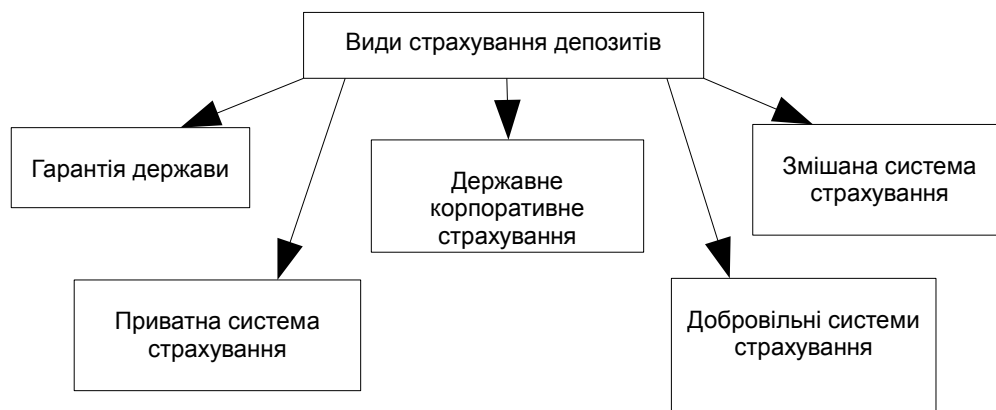 Види страхування депозитів
Гарантія держави
Державне
корпоративне
страхування
Змішана система
страхування
Приватна система
страхування
Добровільні системи
страхування